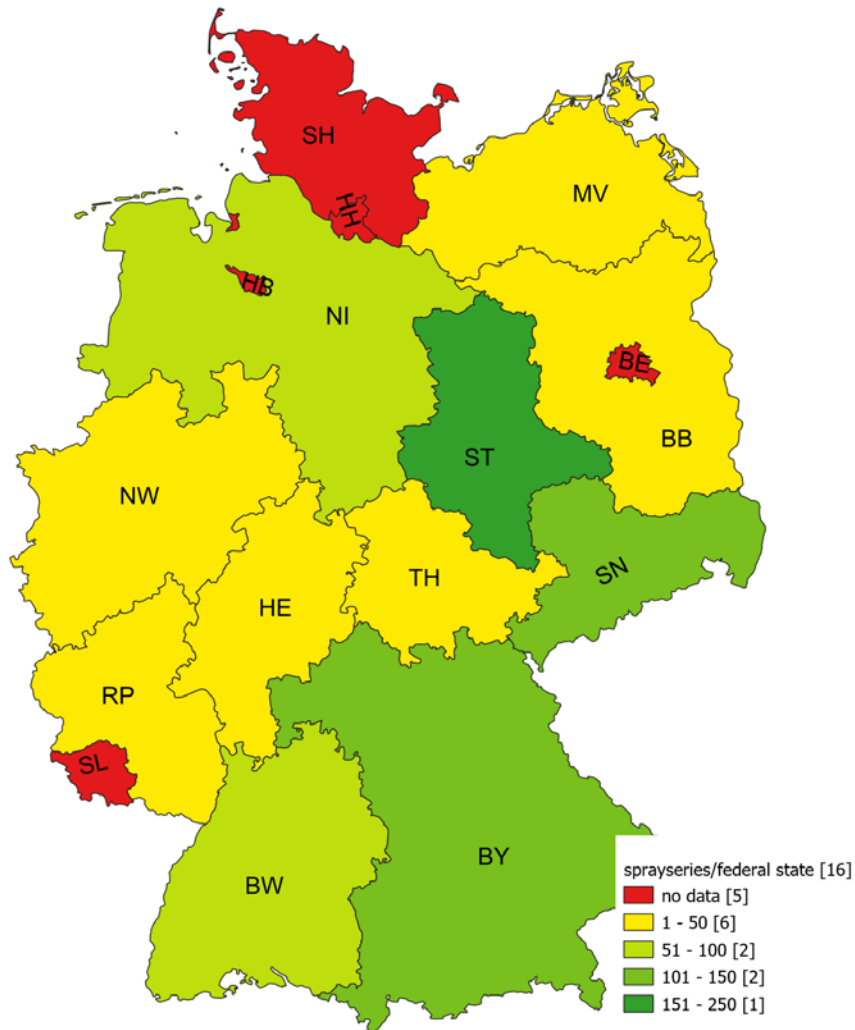 SH
HH
MV
HB
NI
BE
BB
ST
NW
SN
TH
HE
RP
SL
BY
BW
sprayseries/federal state [16]
no data [5]
1 - 50 [6]
51 - 100 [2]
101 - 150 [2]
151 - 250 [1]